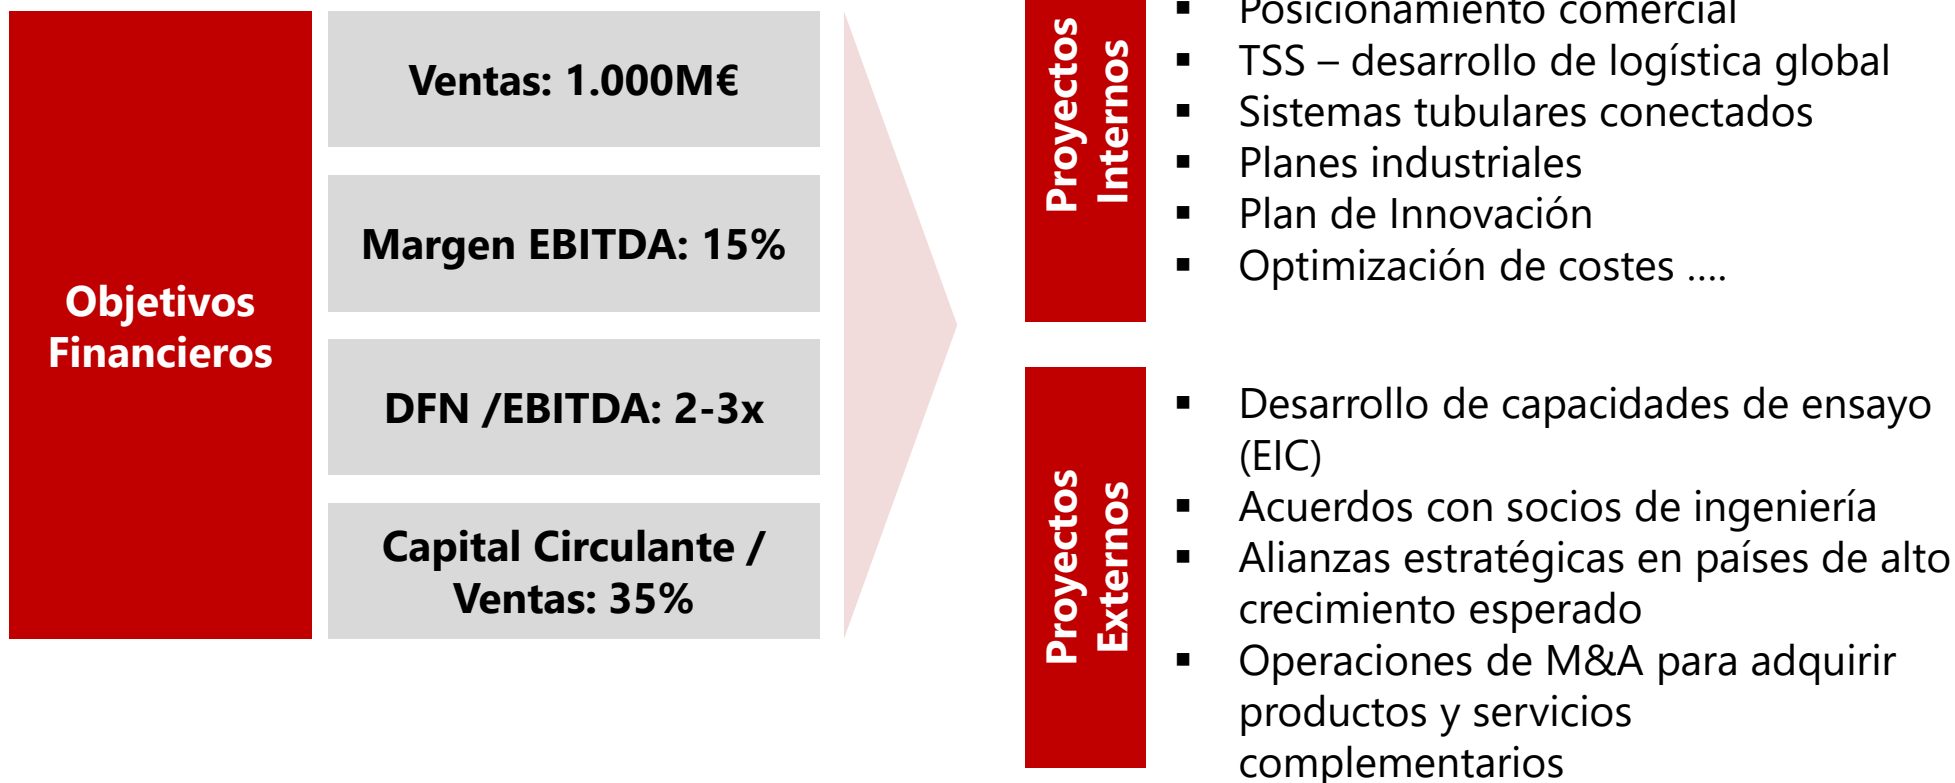 Objetivos
Financieros
Ventas: 1.000M€
Margen EBITDA: 15%
DFN /EBITDA: 2-3x
Capital Circulante /
Ventas: 35%
Proyectos
Internos
▪ Posicionamiento comercial
▪ TSS – desarrollo de logística global
▪ Sistemas tubulares conectados
▪ Planes industriales
▪ Plan de Innovación
▪ Optimización de costes ....
Proyectos
Externos
▪ Desarrollo de capacidades de ensayo
(EIC)
▪ Acuerdos con socios de ingeniería
▪ Alianzas estratégicas en países de alto
crecimiento esperado
▪ Operaciones de M&A para adquirir
productos y servicios
complementarios